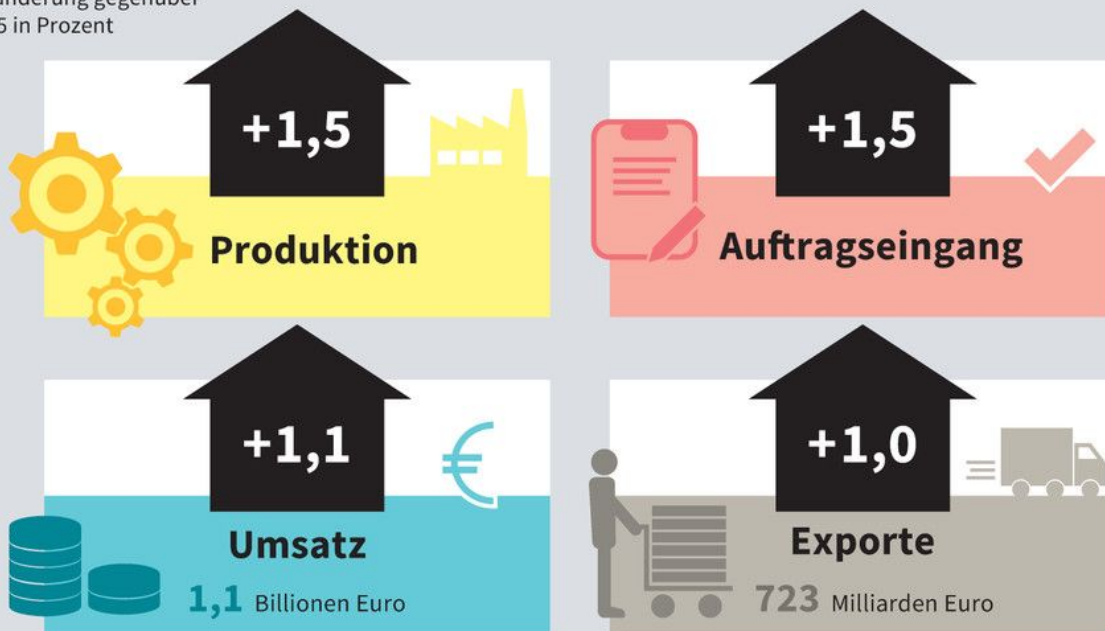 gegenüber
5 in Prozent
+1,5
Produktion
+1,5
Auftragseingang
+1,1
Umsatz
1,1 Billionen Euro
+1,0
Exporte
723 Milliarden Euro